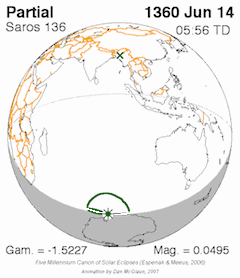 Partial 1360 Jun 14
Saros 136 05:56 TD
Five Millennium Canon of Solar Eclipses (Espenak & Meeus, 2006)
Gam. = -1.5227 Mag. = 0.0495
Animation by Dan McGlaun, 2007